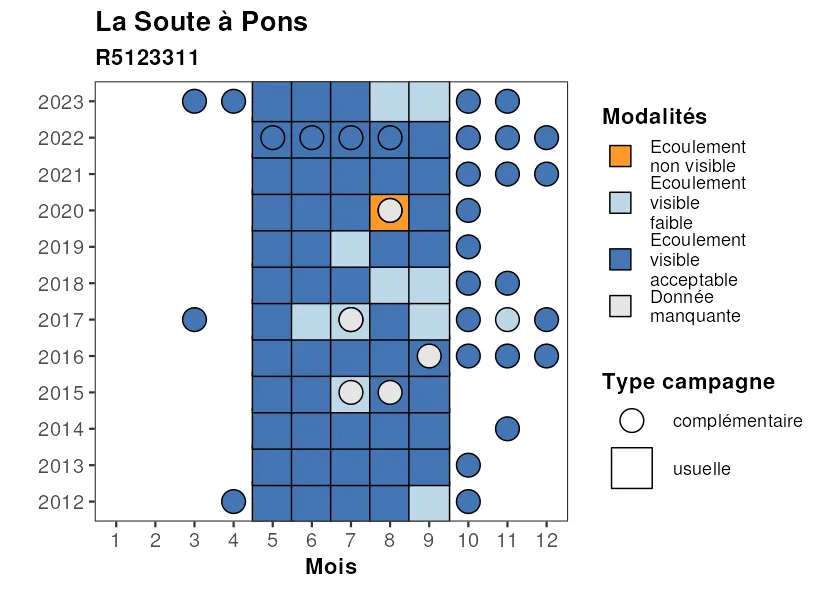 La Soute à Pons
R5123311
2023
2022
2021
2020
2019
2018
2017
2016
2015
2014
2013
2012
1 2 3 4 5 6 7 8 9 10 11 12
Mois
Modalités
Ecoulement
non visible
Ecoulement
visible
faible
Ecoulement
visible
acceptable
Donnée
manquante
Type campagne
complémentaire
usuelle